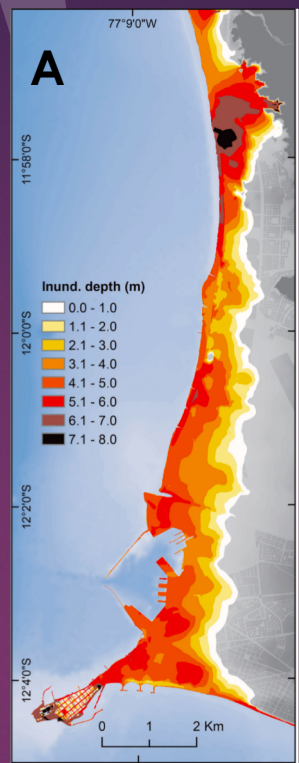 77°9'0"W
A
11°58'0"S
Inund. depth (m)
0.0 - 1.0
1.1 - 2.0
2.1 - 3.0
3.1 - 4.0
4.1 - 5.0
5.1 - 6.0
6.1 - 7.0
7.1 - 8.0
12°0'0"S
12°2'0"S
12°4'0"S
0 1 2 Km